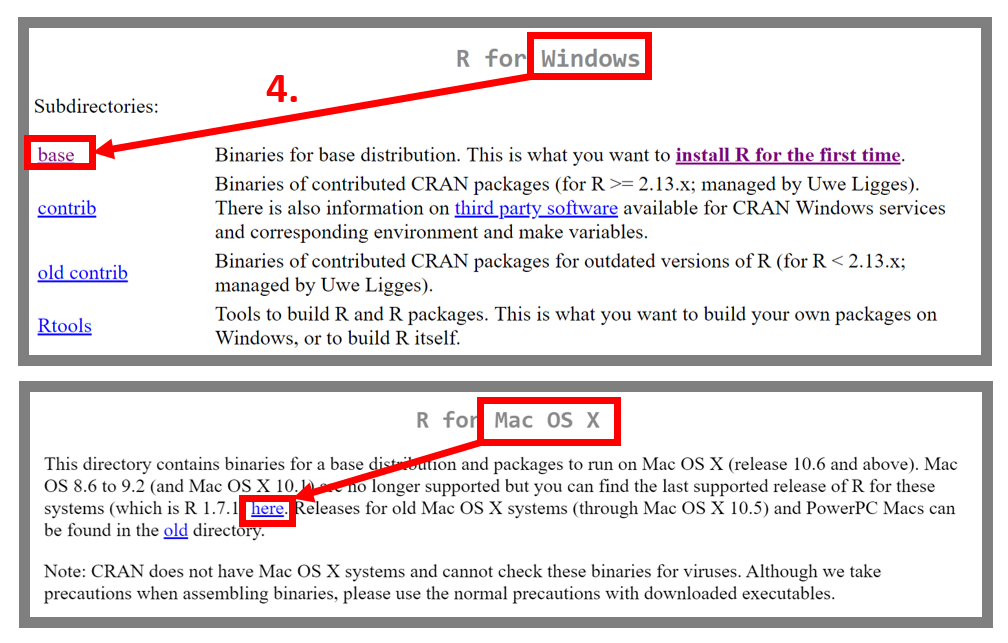 R for Windows
4.
Subdirectories:
base
Binaries for base distribution. This is what you want to install R for the first time.
contrib
Binaries of contributed CRAN packages (for R >= 2.13.x; managed by Uwe Ligges).
There is also information on third party software available for CRAN Windows services
and corresponding environment and make variables.
old contrib
Binaries of contributed CRAN packages for outdated versions of R (for R < 2.13.x;
managed by Uwe Ligges).
Rtools
Tools to build R and R packages. This is what you want to build your own packages on
Windows, or to build R itself.
R for Mac OS X
This directory contains binaries for a base distribution and packages to run on Mac OS X (release 10.6 and above). Mac
OS 8.6 to 9.2 (and Mac OS X 10.1) are no longer supported but you can find the last supported release of R for these
systems (which is R 1.7.1 here. Releases for old Mac OS X systems (through Mac OS X 10.5) and PowerPC Macs can
be found in the old directory.
Note: CRAN does not have Mac OS X systems and cannot check these binaries for viruses. Although we take
precautions when assembling binaries, please use the normal precautions with downloaded executables.